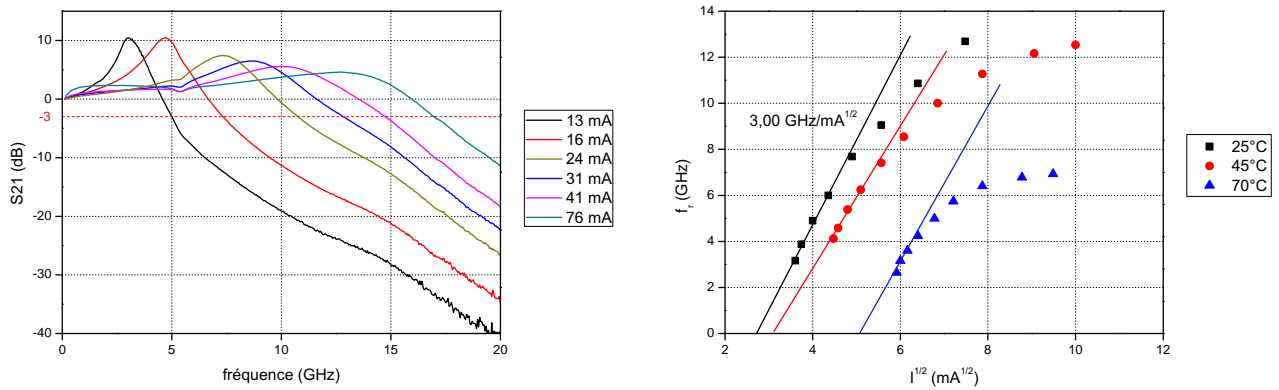 10
0
-3
-10
-20
-30
-40
S21 (dB)
0 5 10 15 20
fréquence (GHz)
13 mA
16 mA
24 mA
31 mA
41 mA
76 mA
14
12
10
8
6
4
2
0
f_r (GHz)
3,00 GHz/mA^1/2
2 4 6 8 10 12
I^1/2 (mA^1/2)
25°C
45°C
70°C